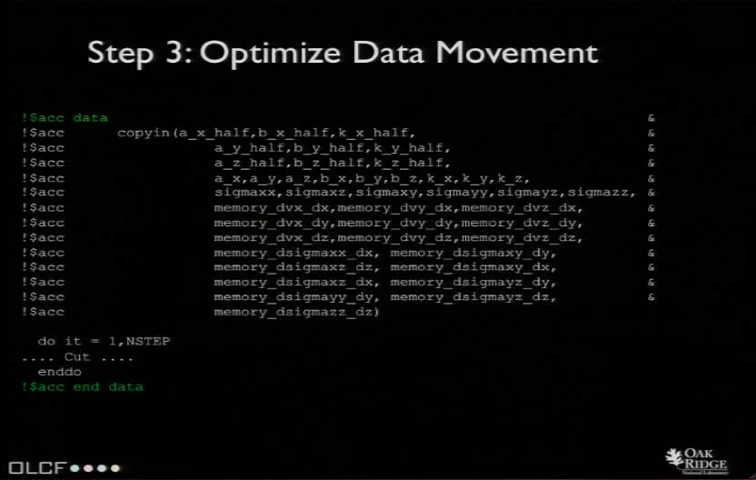 Step 3: Optimize Data Movement
!$acc data &
!$acc copyin(a_x_half,b_x_half,k_x_half, &
!$acc a_y_half,b_y_half,k_y_half, &
!$acc a_z_half,b_z_half,k_z_half, &
!$acc a_x,a_y,a_z,b_x,b_y,b_z,k_x,k_y,k_z, &
!$acc sigmaxx,sigmaxz,sigmaxy,sigmayy,sigmayz,sigmazz, &
!$acc memory_dvx_dx,memory_dvy_dx,memory_dvz_dx, &
!$acc memory_dvx_dy,memory_dvy_dy,memory_dvz_dy, &
!$acc memory_dvx_dz,memory_dvy_dz,memory_dvz_dz, &
!$acc memory_dsigmaxx_dx, memory_dsigmaxy_dy, &
!$acc memory_dsigmaxz_dz, memory_dsigmaxy_dx, &
!$acc memory_dsigmaxz_dx, memory_dsigmayz_dy, &
!$acc memory_dsigmayy_dy, memory_dsigmayz_dz, &
!$acc memory_dsigmazz_dz)
do it = 1,NSTEP
.... Cut ....
enddo
!$acc end data
OLCF
OAK
RIDGE
National Laboratory